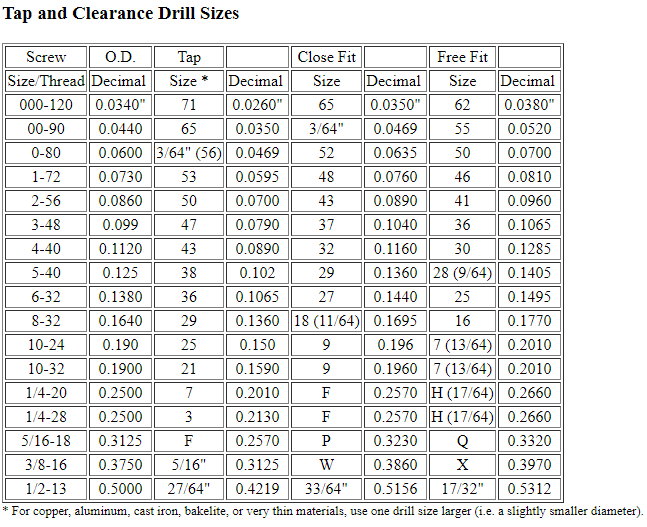 Tap and Clearance Drill Sizes
Screw O.D. Tap Close Fit Free Fit
Size/Thread Decimal Size * Decimal Size Decimal Size Decimal
000-120 0.0340" 71 0.0260" 65 0.0350" 62 0.0380"
00-90 0.0440 65 0.0350 3/64" 0.0469 55 0.0520
0-80 0.0600 3/64" (56) 0.0469 52 0.0635 50 0.0700
1-72 0.0730 53 0.0595 48 0.0760 46 0.0810
2-56 0.0860 50 0.0700 43 0.0890 41 0.0960
3-48 0.099 47 0.0790 37 0.1040 36 0.1065
4-40 0.1120 43 0.0890 32 0.1160 30 0.1285
5-40 0.125 38 0.102 29 0.1360 28 (9/64) 0.1405
6-32 0.1380 36 0.1065 27 0.1440 25 0.1495
8-32 0.1640 29 0.1360 18 (11/64) 0.1695 16 0.1770
10-24 0.190 25 0.150 9 0.196 7 (13/64) 0.2010
10-32 0.1900 21 0.1590 9 0.1960 7 (13/64) 0.2010
1/4-20 0.2500 7 0.2010 F 0.2570 H (17/64) 0.2660
1/4-28 0.2500 3 0.2130 F 0.2570 H (17/64) 0.2660
5/16-18 0.3125 F 0.2570 P 0.3230 Q 0.3320
3/8-16 0.3750 5/16" 0.3125 W 0.3860 X 0.3970
1/2-13 0.5000 27/64" 0.4219 33/64" 0.5156 17/32" 0.5312
* For copper, aluminum, cast iron, bakelite, or very thin materials, use one drill size larger (i.e. a slightly smaller diameter).